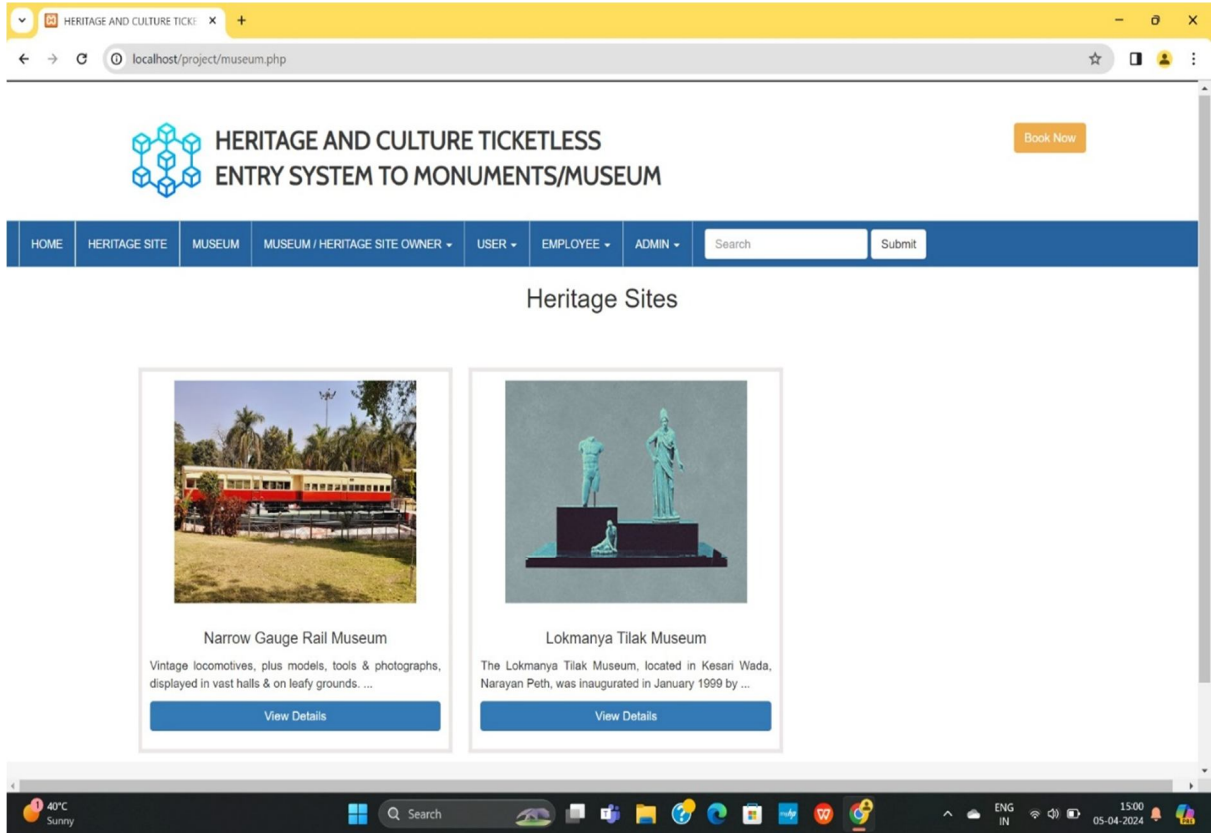 HERITAGE AND CULTURE TICKE
localhost/project/museum.php
HERITAGE AND CULTURE TICKETLESS
ENTRY SYSTEM TO MONUMENTS/MUSEUM
Book Now
HOME HERITAGE SITE MUSEUM MUSEUM / HERITAGE SITE OWNER USER EMPLOYEE ADMIN Search Submit
Heritage Sites
Narrow Gauge Rail Museum
Vintage locomotives, plus models, tools & photographs,
displayed in vast halls & on leafy grounds. ...
View Details
Lokmanya Tilak Museum
The Lokmanya Tilak Museum, located in Kesari Wada,
Narayan Peth, was inaugurated in January 1999 by ...
View Details
1
40°C
Sunny
Search
ENG
IN
15:00
05-04-2024